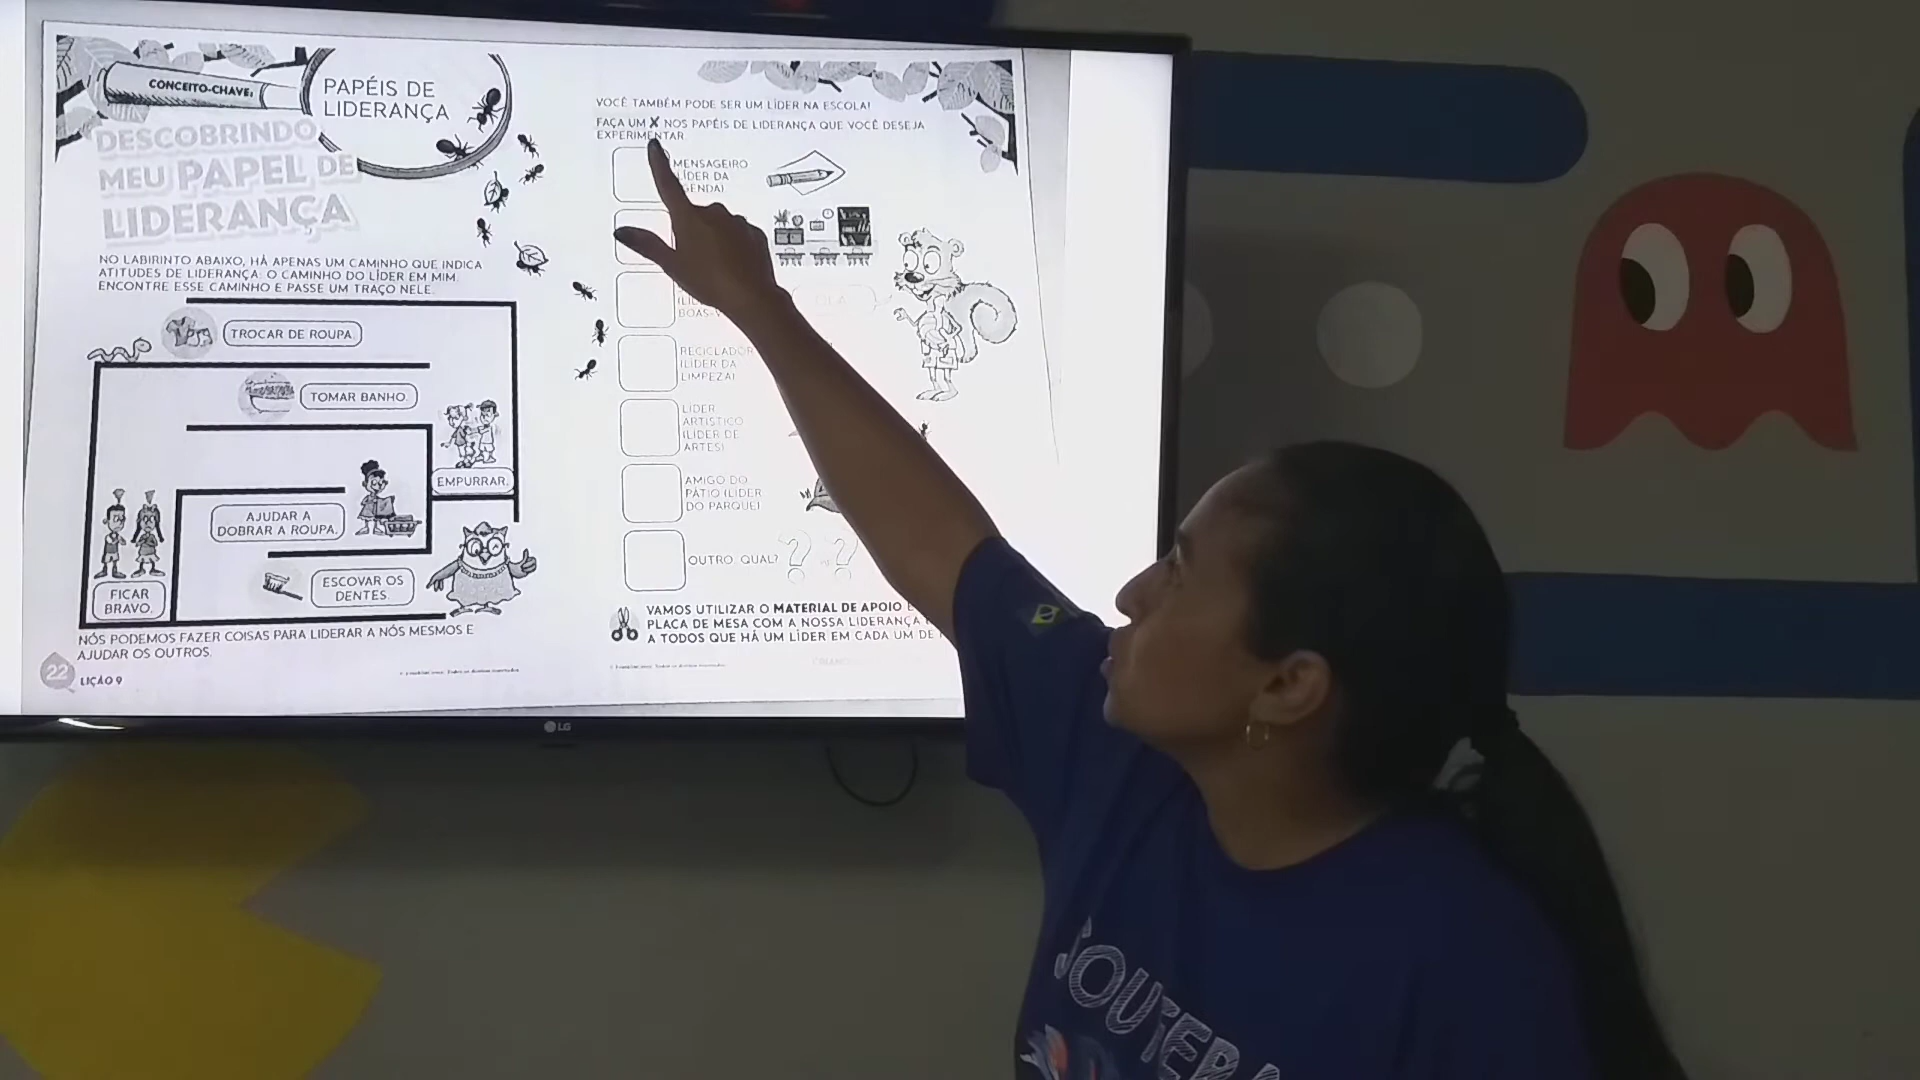 CONCEITO-CHAVE:
PAPÉIS DE
LIDERANÇA
DESCOBRINDO
MEU PAPEL DE
LIDERANÇA
NO LABIRINTO ABAIXO, HÁ APENAS UM CAMINHO QUE INDICA
ATITUDES DE LIDERANÇA: O CAMINHO DO LÍDER EM MIM.
ENCONTRE ESSE CAMINHO E PASSE UM TRAÇO NELE.
TROCAR DE ROUPA.
TOMAR BANHO.
EMPURRAR.
AJUDAR A
DOBRAR A ROUPA.
ESCOVAR OS
DENTES.
FICAR
BRAVO.
NÓS PODEMOS FAZER COISAS PARA LIDERAR A NÓS MESMOS E
AJUDAR OS OUTROS.
22
LIÇÃO 9
VOCÊ TAMBÉM PODE SER UM LÍDER NA ESCOLA!
FAÇA UM X NOS PAPÉIS DE LIDERANÇA QUE VOCÊ DESEJA
EXPERIMENTAR
MENSAGEIRO
LÍDER DA
GENDA)
BOAS-V
OLÁ
RECICLADOR
(LÍDER DA
LIMPEZA)
LÍDER
ARTÍSTICO
(LÍDER DE
ARTES)
AMIGO DO
PÁTIO (LÍDER
DO PARQUE)
OUTRO. QUAL?
VAMOS UTILIZAR O MATERIAL DE APOIO E
PLACA DE MESA COM A NOSSA LIDERANÇA
A TODOS QUE HÁ UM LÍDER EM CADA UM DE
LG
SOUTER